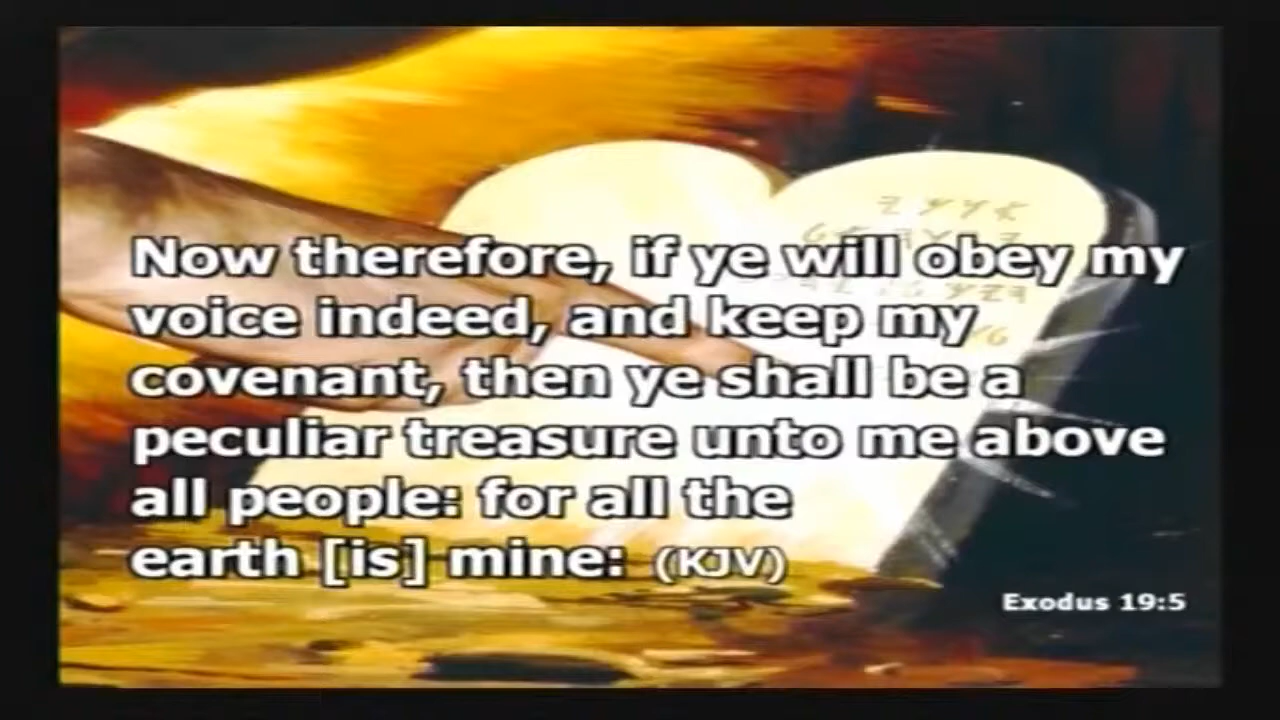 Now therefore, if ye will obey my
voice indeed, and keep my
covenant, then ye shall be a
peculiar treasure unto me above
all people: for all the
earth [is] mine: (KJV)
Exodus 19:5